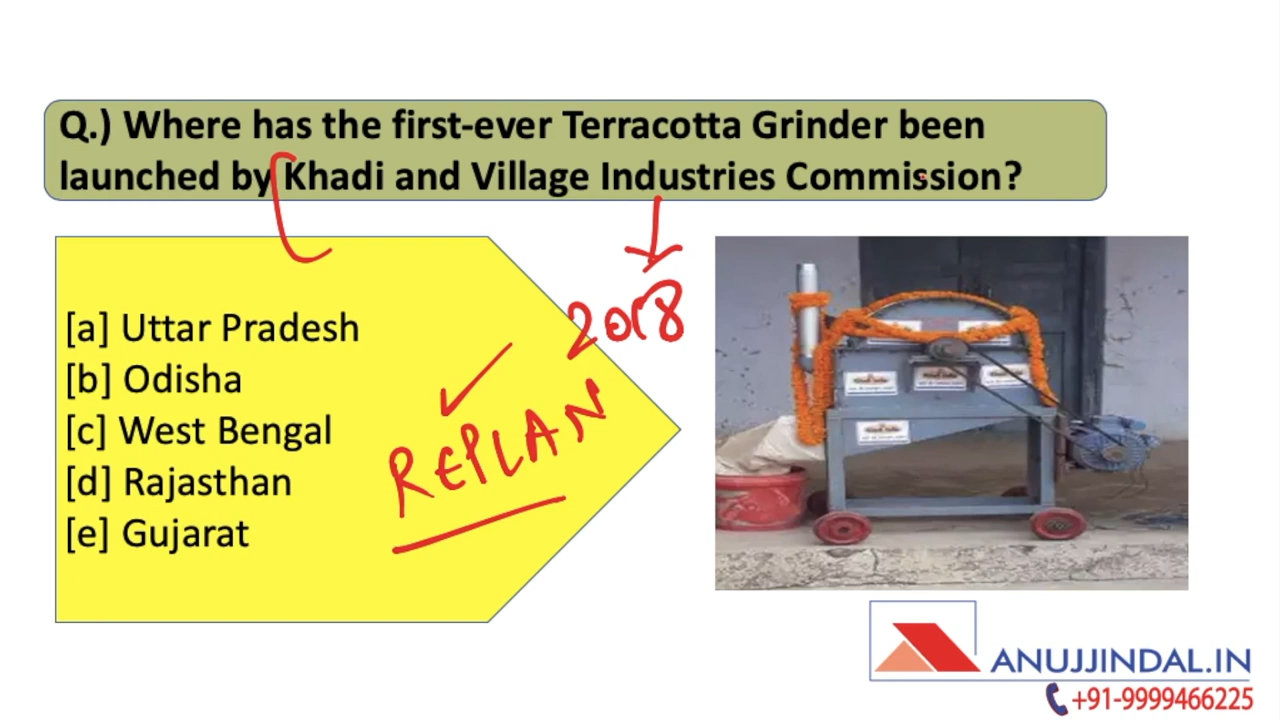 Q.) Where has the first-ever Terracotta Grinder been
launched by Khadi and Village Industries Commission?
[a] Uttar Pradesh
[b] Odisha
[c] West Bengal
[d] Rajasthan
[e] Gujarat
2018
REPLAN
ANUJJINDAL.IN
+91-9999466225